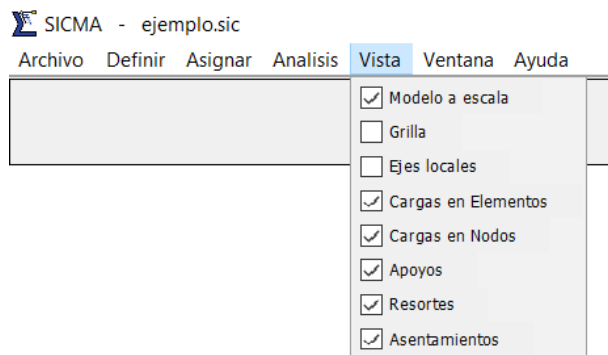 SICMA - ejemplo.sic
Archivo Definir Asignar Analisis Vista Ventana Ayuda
Modelo a escala
Grilla
Ejes locales
Cargas en Elementos
Cargas en Nodos
Apoyos
Resortes
Asentamientos